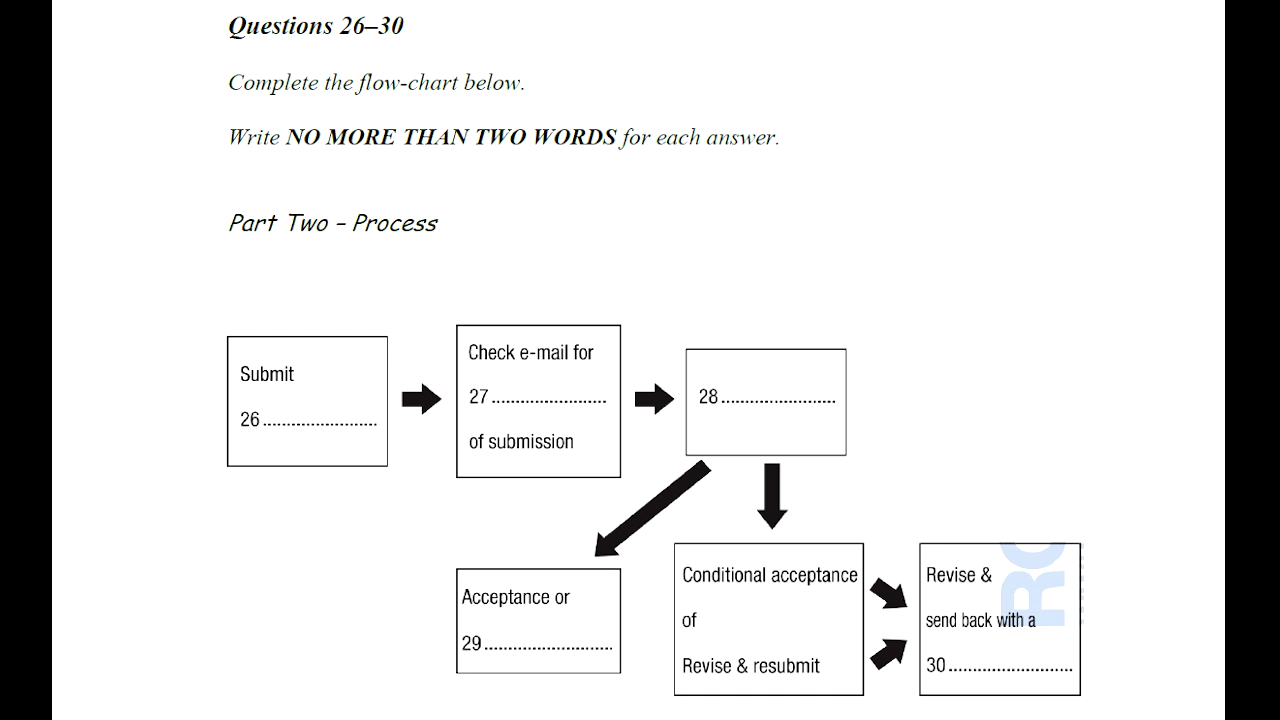 Questions 26–30
Complete the flow-chart below.
Write NO MORE THAN TWO WORDS for each answer.
Part Two – Process
Submit
26........................
Check e-mail for
27........................
of submission
28........................
Acceptance or
29...........................
Conditional acceptance
of
Revise & resubmit
Revise &
send back with a
30..........................
RO